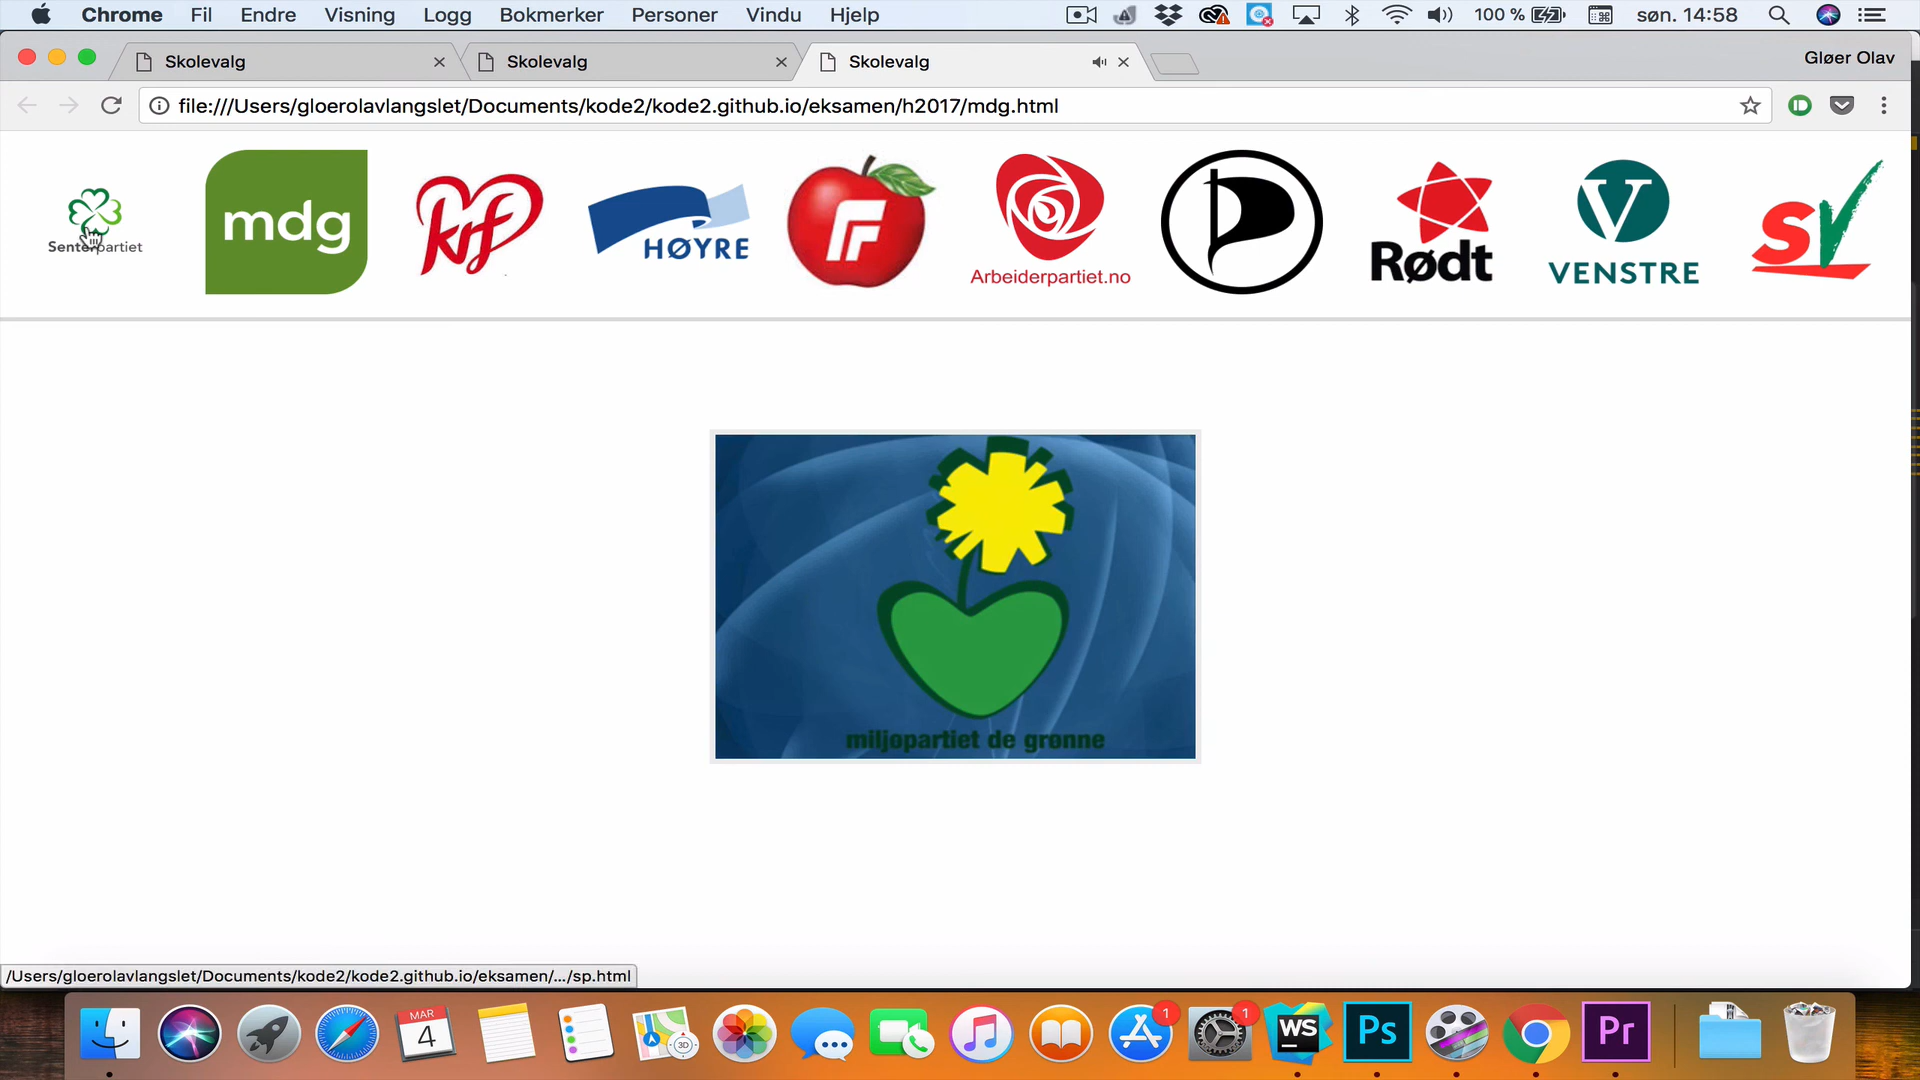 Chrome Fil Endre Visning Logg Bokmerker Personer Vindu Hjelp 100 % søn. 14:58
Skolevalg Skolevalg Skolevalg Gløer Olav
file:///Users/gloerolavlangslet/Documents/kode2/kode2.github.io/eksamen/h2017/mdg.html
Senterpartiet
mdg
krf
HØYRE
F
Arbeiderpartiet.no
Rødt
V
VENSTRE
SV
miljøpartiet de grønne
/Users/gloerolavlangslet/Documents/kode2/kode2.github.io/eksamen/.../sp.html
MAR
4
3D
1
1
WS
Ps
Pr